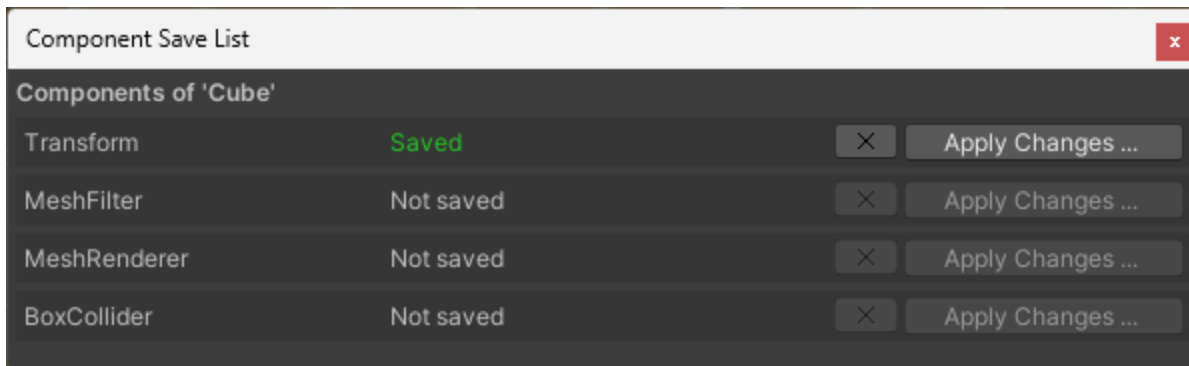 Component Save List x
Components of 'Cube'
Transform Saved Apply Changes ...
MeshFilter Not saved Apply Changes ...
MeshRenderer Not saved Apply Changes ...
BoxCollider Not saved Apply Changes ...